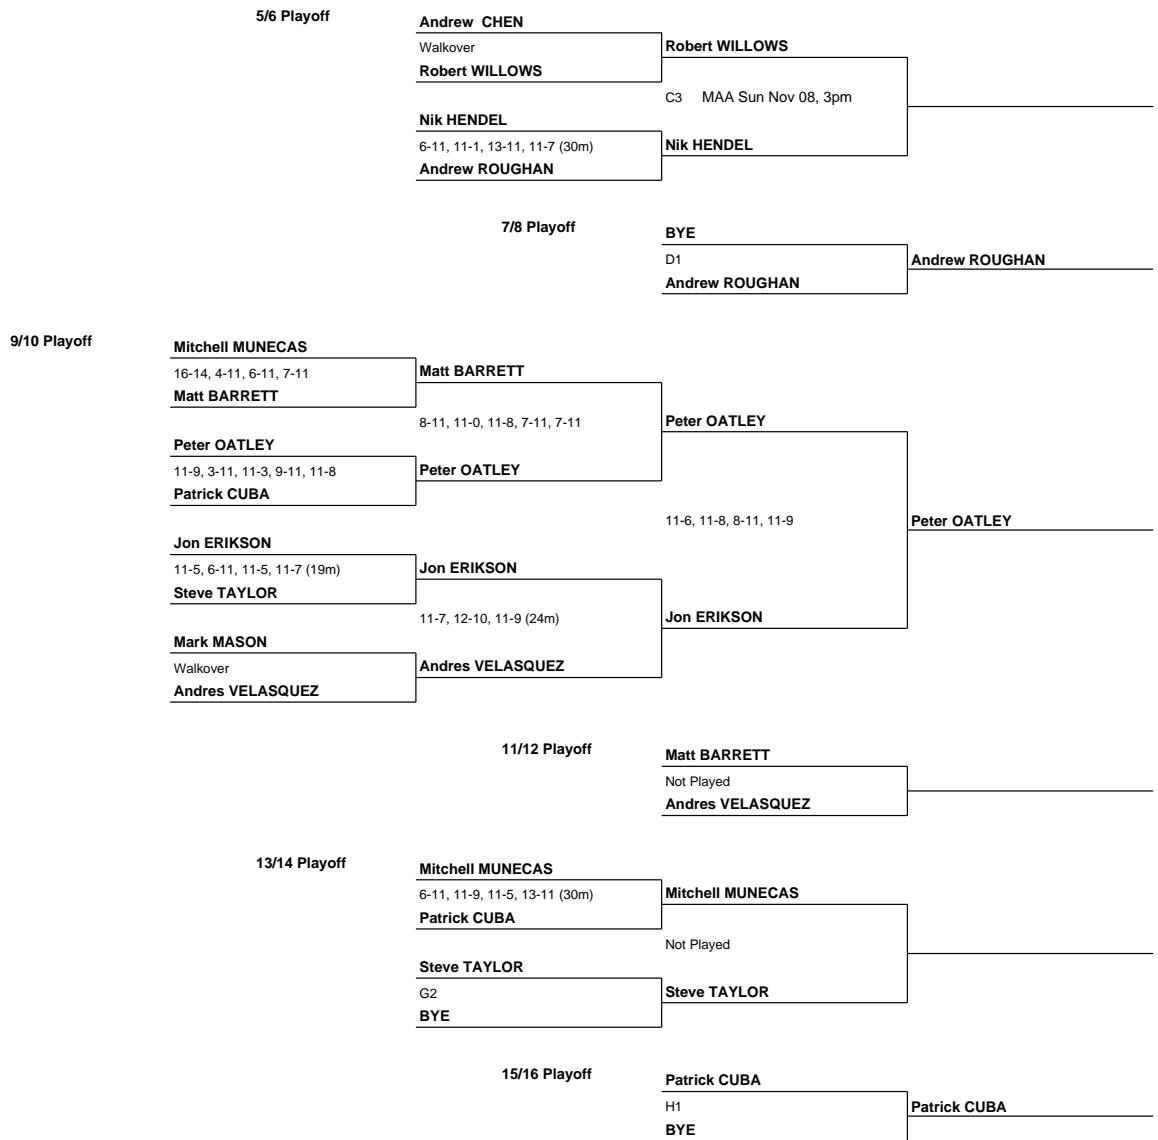 5/6 Playoff
Andrew  CHEN
Walkover
Robert WILLOWS
Robert WILLOWS
C3 MAA Sun Nov 08, 3pm
Nik HENDEL
6-11, 11-1, 13-11, 11-7 (30m)
Nik HENDEL
Andrew ROUGHAN
7/8 Playoff
BYE
D1
Andrew ROUGHAN
Andrew ROUGHAN
9/10 Playoff
Mitchell MUNECAS
16-14, 4-11, 6-11, 7-11
Matt BARRETT
Matt BARRETT
8-11, 11-0, 11-8, 7-11, 7-11
Peter OATLEY
Peter OATLEY
11-9, 3-11, 11-3, 9-11, 11-8
Peter OATLEY
Patrick CUBA
11-6, 11-8, 8-11, 11-9
Peter OATLEY
Jon ERIKSON
11-5, 6-11, 11-5, 11-7 (19m)
Jon ERIKSON
Steve TAYLOR
11-7, 12-10, 11-9 (24m)
Jon ERIKSON
Mark MASON
Walkover
Andres VELASQUEZ
Andres VELASQUEZ
11/12 Playoff
Matt BARRETT
Not Played
Andres VELASQUEZ
13/14 Playoff
Mitchell MUNECAS
6-11, 11-9, 11-5, 13-11 (30m)
Mitchell MUNECAS
Patrick CUBA
Not Played
Steve TAYLOR
G2
Steve TAYLOR
BYE
15/16 Playoff
Patrick CUBA
H1
Patrick CUBA
BYE